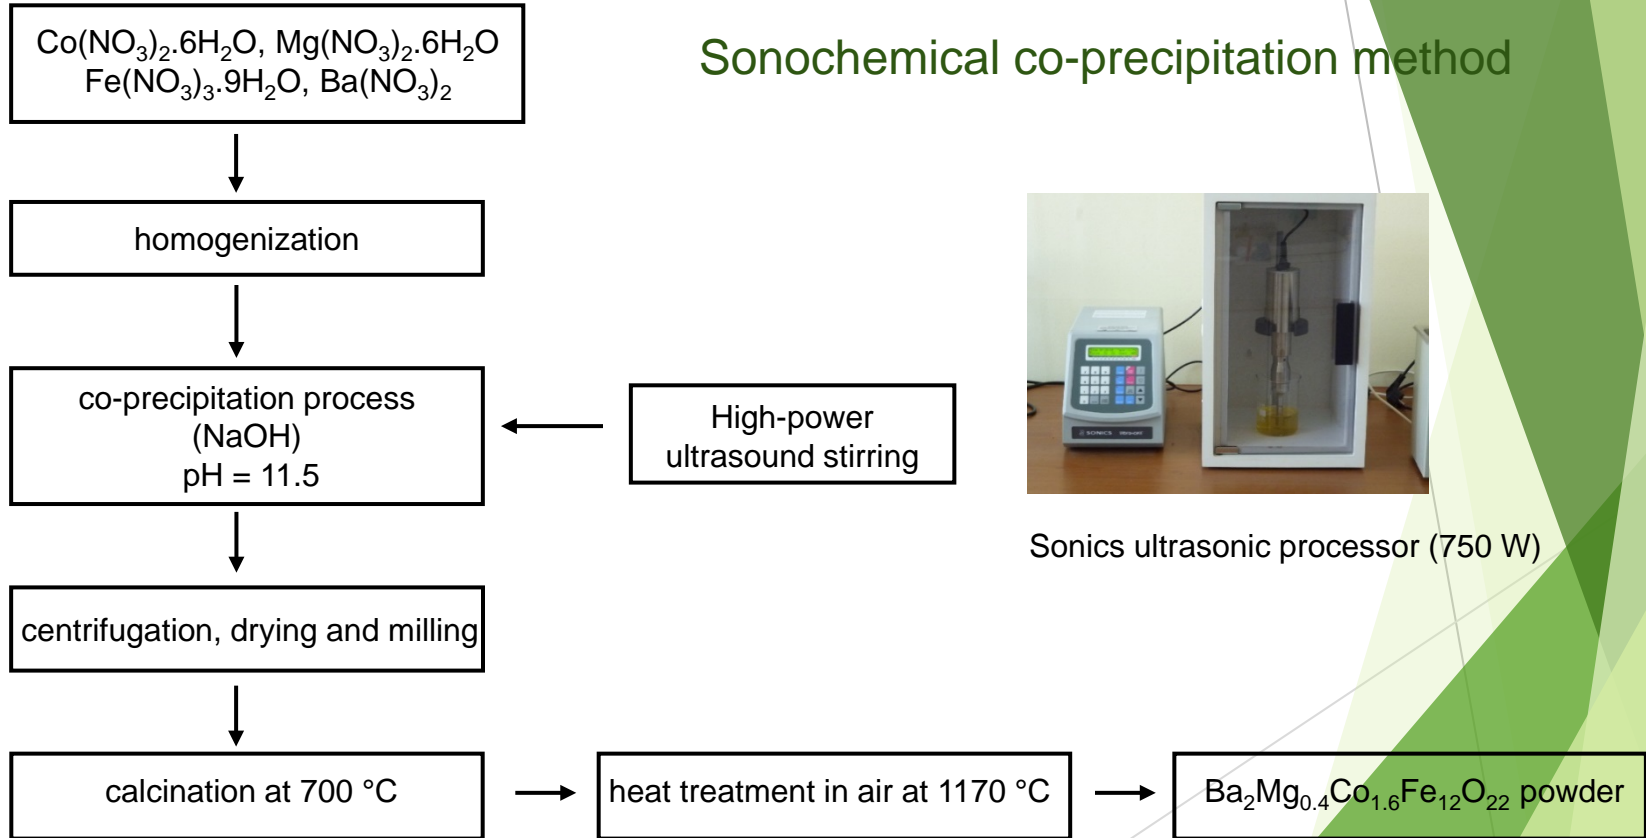 Sonochemical co-precipitation method
Co(NO₃)₂.6H₂O, Mg(NO₃)₂.6H₂O
Fe(NO₃)₃.9H₂O, Ba(NO₃)₂
homogenization
co-precipitation process
(NaOH)
pH = 11.5
High-power
ultrasound stirring
SONICS
Sonics ultrasonic processor (750 W)
centrifugation, drying and milling
calcination at 700 °C
heat treatment in air at 1170 °C
Ba₂Mg₀.₄Co₁.₆Fe₁₂O₂₂ powder